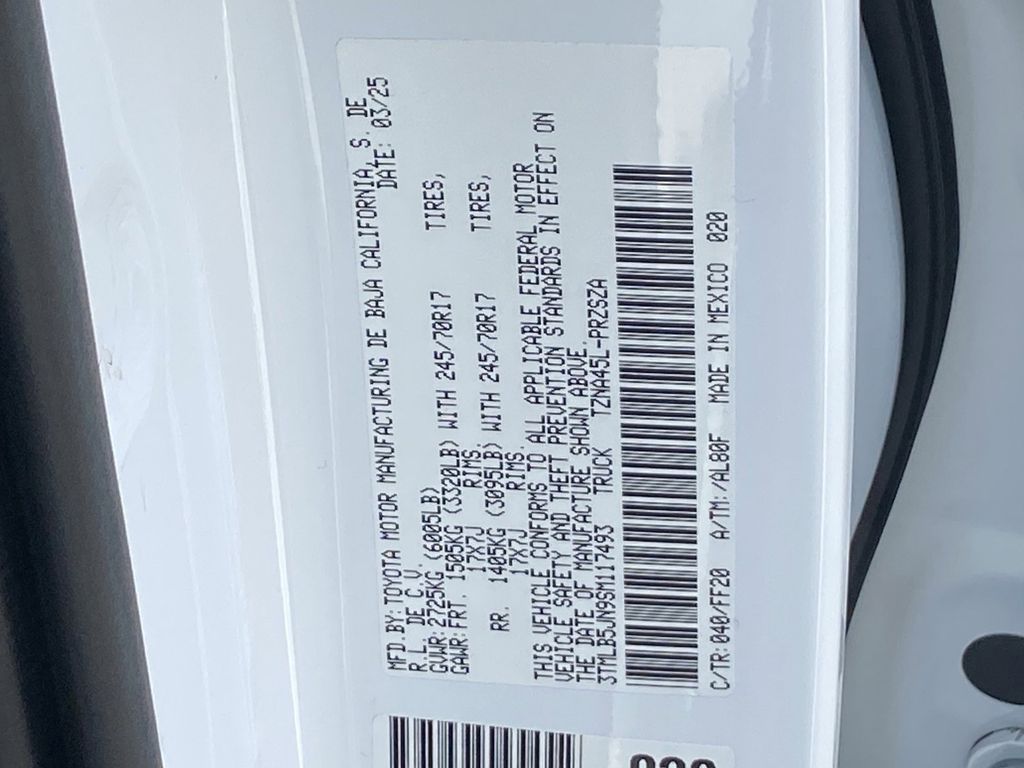 MFD.BY:TOYOTA MOTOR MANUFACTURING DE BAJA CALIFORNIA, S. DE
R.L. DE C.V. DATE: 03/25
GVWR:2725KG (6005LB)
GAWR:FRT. 1505KG (3320LB) WITH 245/70R17 TIRES,
17X7J RIMS.
RR. 1405KG (3095LB) WITH 245/70R17 TIRES,
17X7J RIMS.
THIS VEHICLE CONFORMS TO ALL APPLICABLE FEDERAL MOTOR
VEHICLE SAFETY AND THEFT PREVENTION STANDARDS IN EFFECT ON
THE DATE OF MANUFACTURE SHOWN ABOVE.
3TMLB5JN9SM117493 TRUCK TZNA45L-PRZSZA
C/TR:040/FF20 A/TM:/AL80F MADE IN MEXICO 020